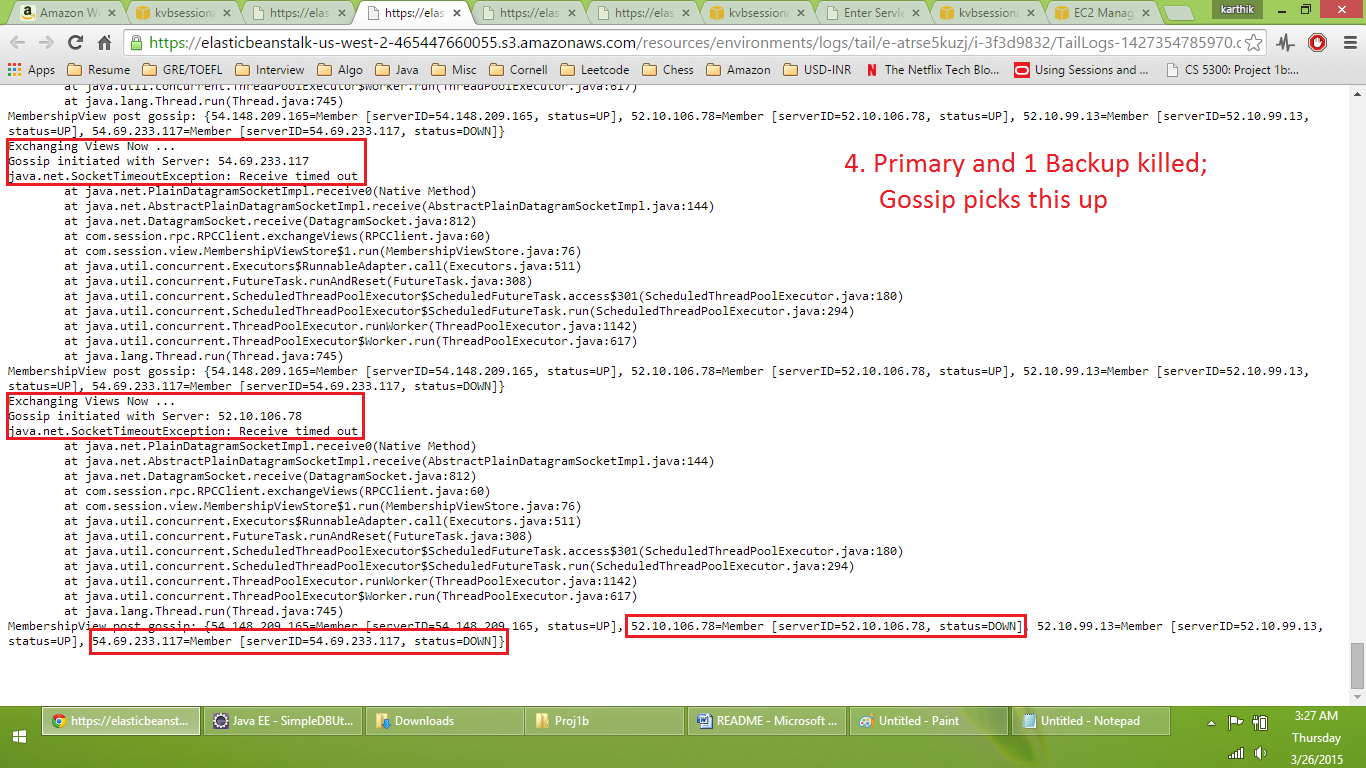 Amazon W
kvbsession
https://elas
https://elas
https://elas
https://elas
kvbsession
Enter Servle
kvbsession
EC2 Manag
karthik
https://elasticbeanstalk-us-west-2-465447660055.s3.amazonaws.com/resources/environments/logs/tail/e-atrse5kuzj/i-3f3d9832/TailLogs-1427354785970.
Apps
Resume
GRE/TOEFL
Interview
Algo
Java
Misc
Cornell
Leetcode
Chess
Amazon
USD-INR
The Netflix Tech Blo...
Using Sessions and ...
CS 5300: Project 1b:...
at java.util.concurrent.ThreadPoolExecutor$Worker.run(ThreadPoolExecutor.java:617)
at java.lang.Thread.run(Thread.java:745)
MembershipView post gossip: {54.148.209.165=Member [serverID=54.148.209.165, status=UP], 52.10.106.78=Member [serverID=52.10.106.78, status=UP], 52.10.99.13=Member [serverID=52.10.99.13,
status=UP], 54.69.233.117=Member [serverID=54.69.233.117, status=DOWN]}
Exchanging Views Now ...
Gossip initiated with Server: 54.69.233.117
java.net.SocketTimeoutException: Receive timed out
4. Primary and 1 Backup killed;
Gossip picks this up
at java.net.PlainDatagramSocketImpl.receive0(Native Method)
at java.net.AbstractPlainDatagramSocketImpl.receive(AbstractPlainDatagramSocketImpl.java:144)
at java.net.DatagramSocket.receive(DatagramSocket.java:812)
at com.session.rpc.RPCClient.exchangeViews(RPCClient.java:60)
at com.session.view.MembershipViewStore$1.run(MembershipViewStore.java:76)
at java.util.concurrent.Executors$RunnableAdapter.call(Executors.java:511)
at java.util.concurrent.FutureTask.runAndReset(FutureTask.java:308)
at java.util.concurrent.ScheduledThreadPoolExecutor$ScheduledFutureTask.access$301(ScheduledThreadPoolExecutor.java:180)
at java.util.concurrent.ScheduledThreadPoolExecutor$ScheduledFutureTask.run(ScheduledThreadPoolExecutor.java:294)
at java.util.concurrent.ThreadPoolExecutor.runWorker(ThreadPoolExecutor.java:1142)
at java.util.concurrent.ThreadPoolExecutor$Worker.run(ThreadPoolExecutor.java:617)
at java.lang.Thread.run(Thread.java:745)
MembershipView post gossip: {54.148.209.165=Member [serverID=54.148.209.165, status=UP], 52.10.106.78=Member [serverID=52.10.106.78, status=UP], 52.10.99.13=Member [serverID=52.10.99.13,
status=UP], 54.69.233.117=Member [serverID=54.69.233.117, status=DOWN]}
Exchanging Views Now ...
Gossip initiated with Server: 52.10.106.78
java.net.SocketTimeoutException: Receive timed out
at java.net.PlainDatagramSocketImpl.receive0(Native Method)
at java.net.AbstractPlainDatagramSocketImpl.receive(AbstractPlainDatagramSocketImpl.java:144)
at java.net.DatagramSocket.receive(DatagramSocket.java:812)
at com.session.rpc.RPCClient.exchangeViews(RPCClient.java:60)
at com.session.view.MembershipViewStore$1.run(MembershipViewStore.java:76)
at java.util.concurrent.Executors$RunnableAdapter.call(Executors.java:511)
at java.util.concurrent.FutureTask.runAndReset(FutureTask.java:308)
at java.util.concurrent.ScheduledThreadPoolExecutor$ScheduledFutureTask.access$301(ScheduledThreadPoolExecutor.java:180)
at java.util.concurrent.ScheduledThreadPoolExecutor$ScheduledFutureTask.run(ScheduledThreadPoolExecutor.java:294)
at java.util.concurrent.ThreadPoolExecutor.runWorker(ThreadPoolExecutor.java:1142)
at java.util.concurrent.ThreadPoolExecutor$Worker.run(ThreadPoolExecutor.java:617)
at java.lang.Thread.run(Thread.java:745)
MembershipView post gossip: {54.148.209.165=Member [serverID=54.148.209.165, status=UP], 52.10.106.78=Member [serverID=52.10.106.78, status=DOWN], 52.10.99.13=Member [serverID=52.10.99.13,
status=UP], 54.69.233.117=Member [serverID=54.69.233.117, status=DOWN]}
https://elasticbeanst...
Java EE - SimpleDBUt...
Downloads
Proj1b
README - Microsoft ...
Untitled - Paint
Untitled - Notepad
3:27 AM
Thursday
3/26/2015